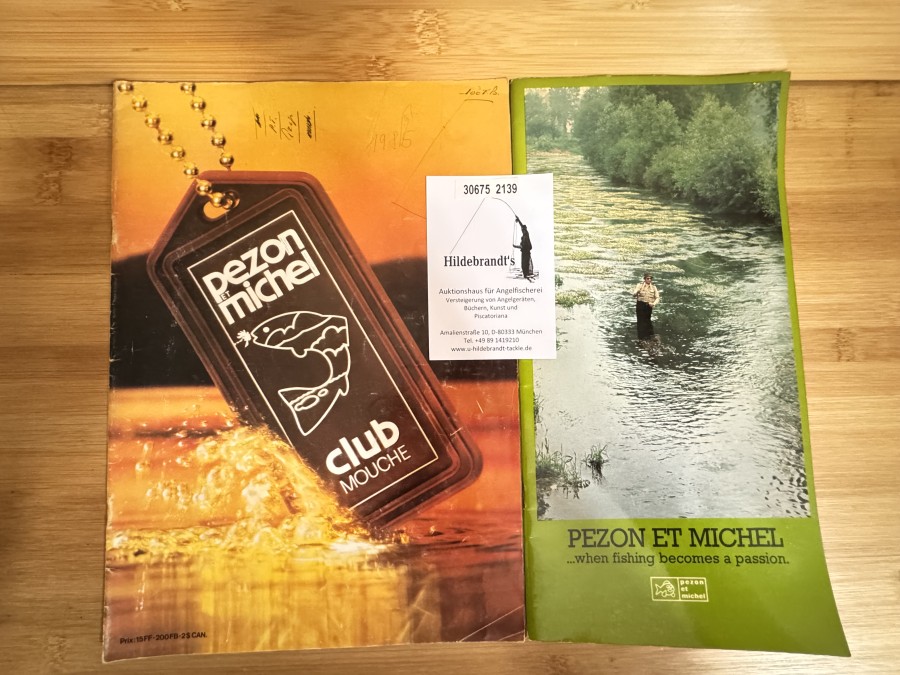 1985
pezon
ET
michel
club
MOUCHE
Prix: 15FF-200FB-2$CAN.
30675 2139
Hildebrandt's
Auktionshaus für Angelfischerei
Versteigerung von Angelgeräten,
Büchern, Kunst und
Piscatoriana
Amalienstraße 10, D-80333 München
Tel. +49 89 1419210
www.u-hildebrandt-tackle.de
PEZON ET MICHEL
...when fishing becomes a passion.
pezon
et
michel